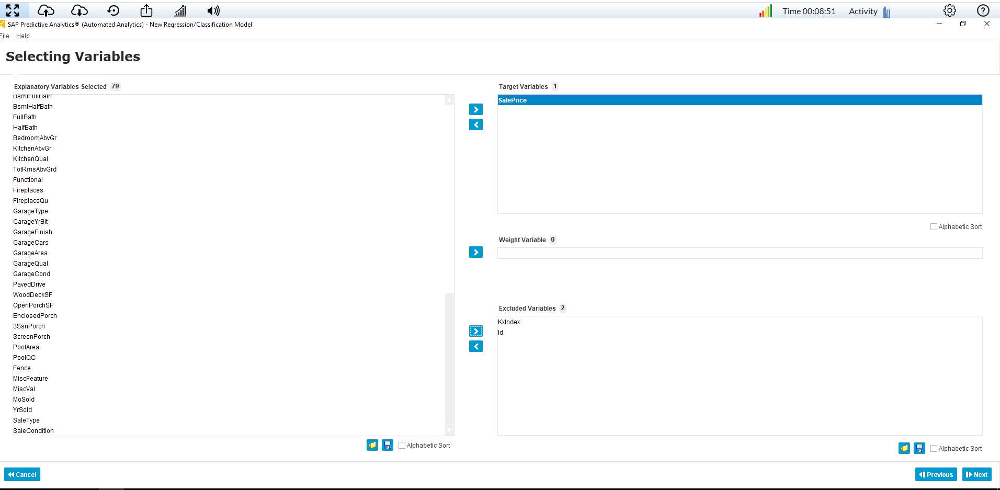 Time 00:08:51 Activity
SAP Predictive Analytics® (Automated Analytics) - New Regression/Classification Model
File Help
Selecting Variables
Explanatory Variables Selected 79
BsmtFullBath
BsmtHalfBath
FullBath
HalfBath
BedroomAbvGr
KitchenAbvGr
KitchenQual
TotRmsAbvGrd
Functional
Fireplaces
FireplaceQu
GarageType
GarageYrBlt
GarageFinish
GarageCars
GarageArea
GarageQual
GarageCond
PavedDrive
WoodDeckSF
OpenPorchSF
EnclosedPorch
3SsnPorch
ScreenPorch
PoolArea
PoolQC
Fence
MiscFeature
MiscVal
MoSold
YrSold
SaleType
SaleCondition
Alphabetic Sort
Target Variables 1
SalePrice
Alphabetic Sort
Weight Variable 0
Excluded Variables 2
KxIndex
Id
Alphabetic Sort
Cancel
Previous
Next